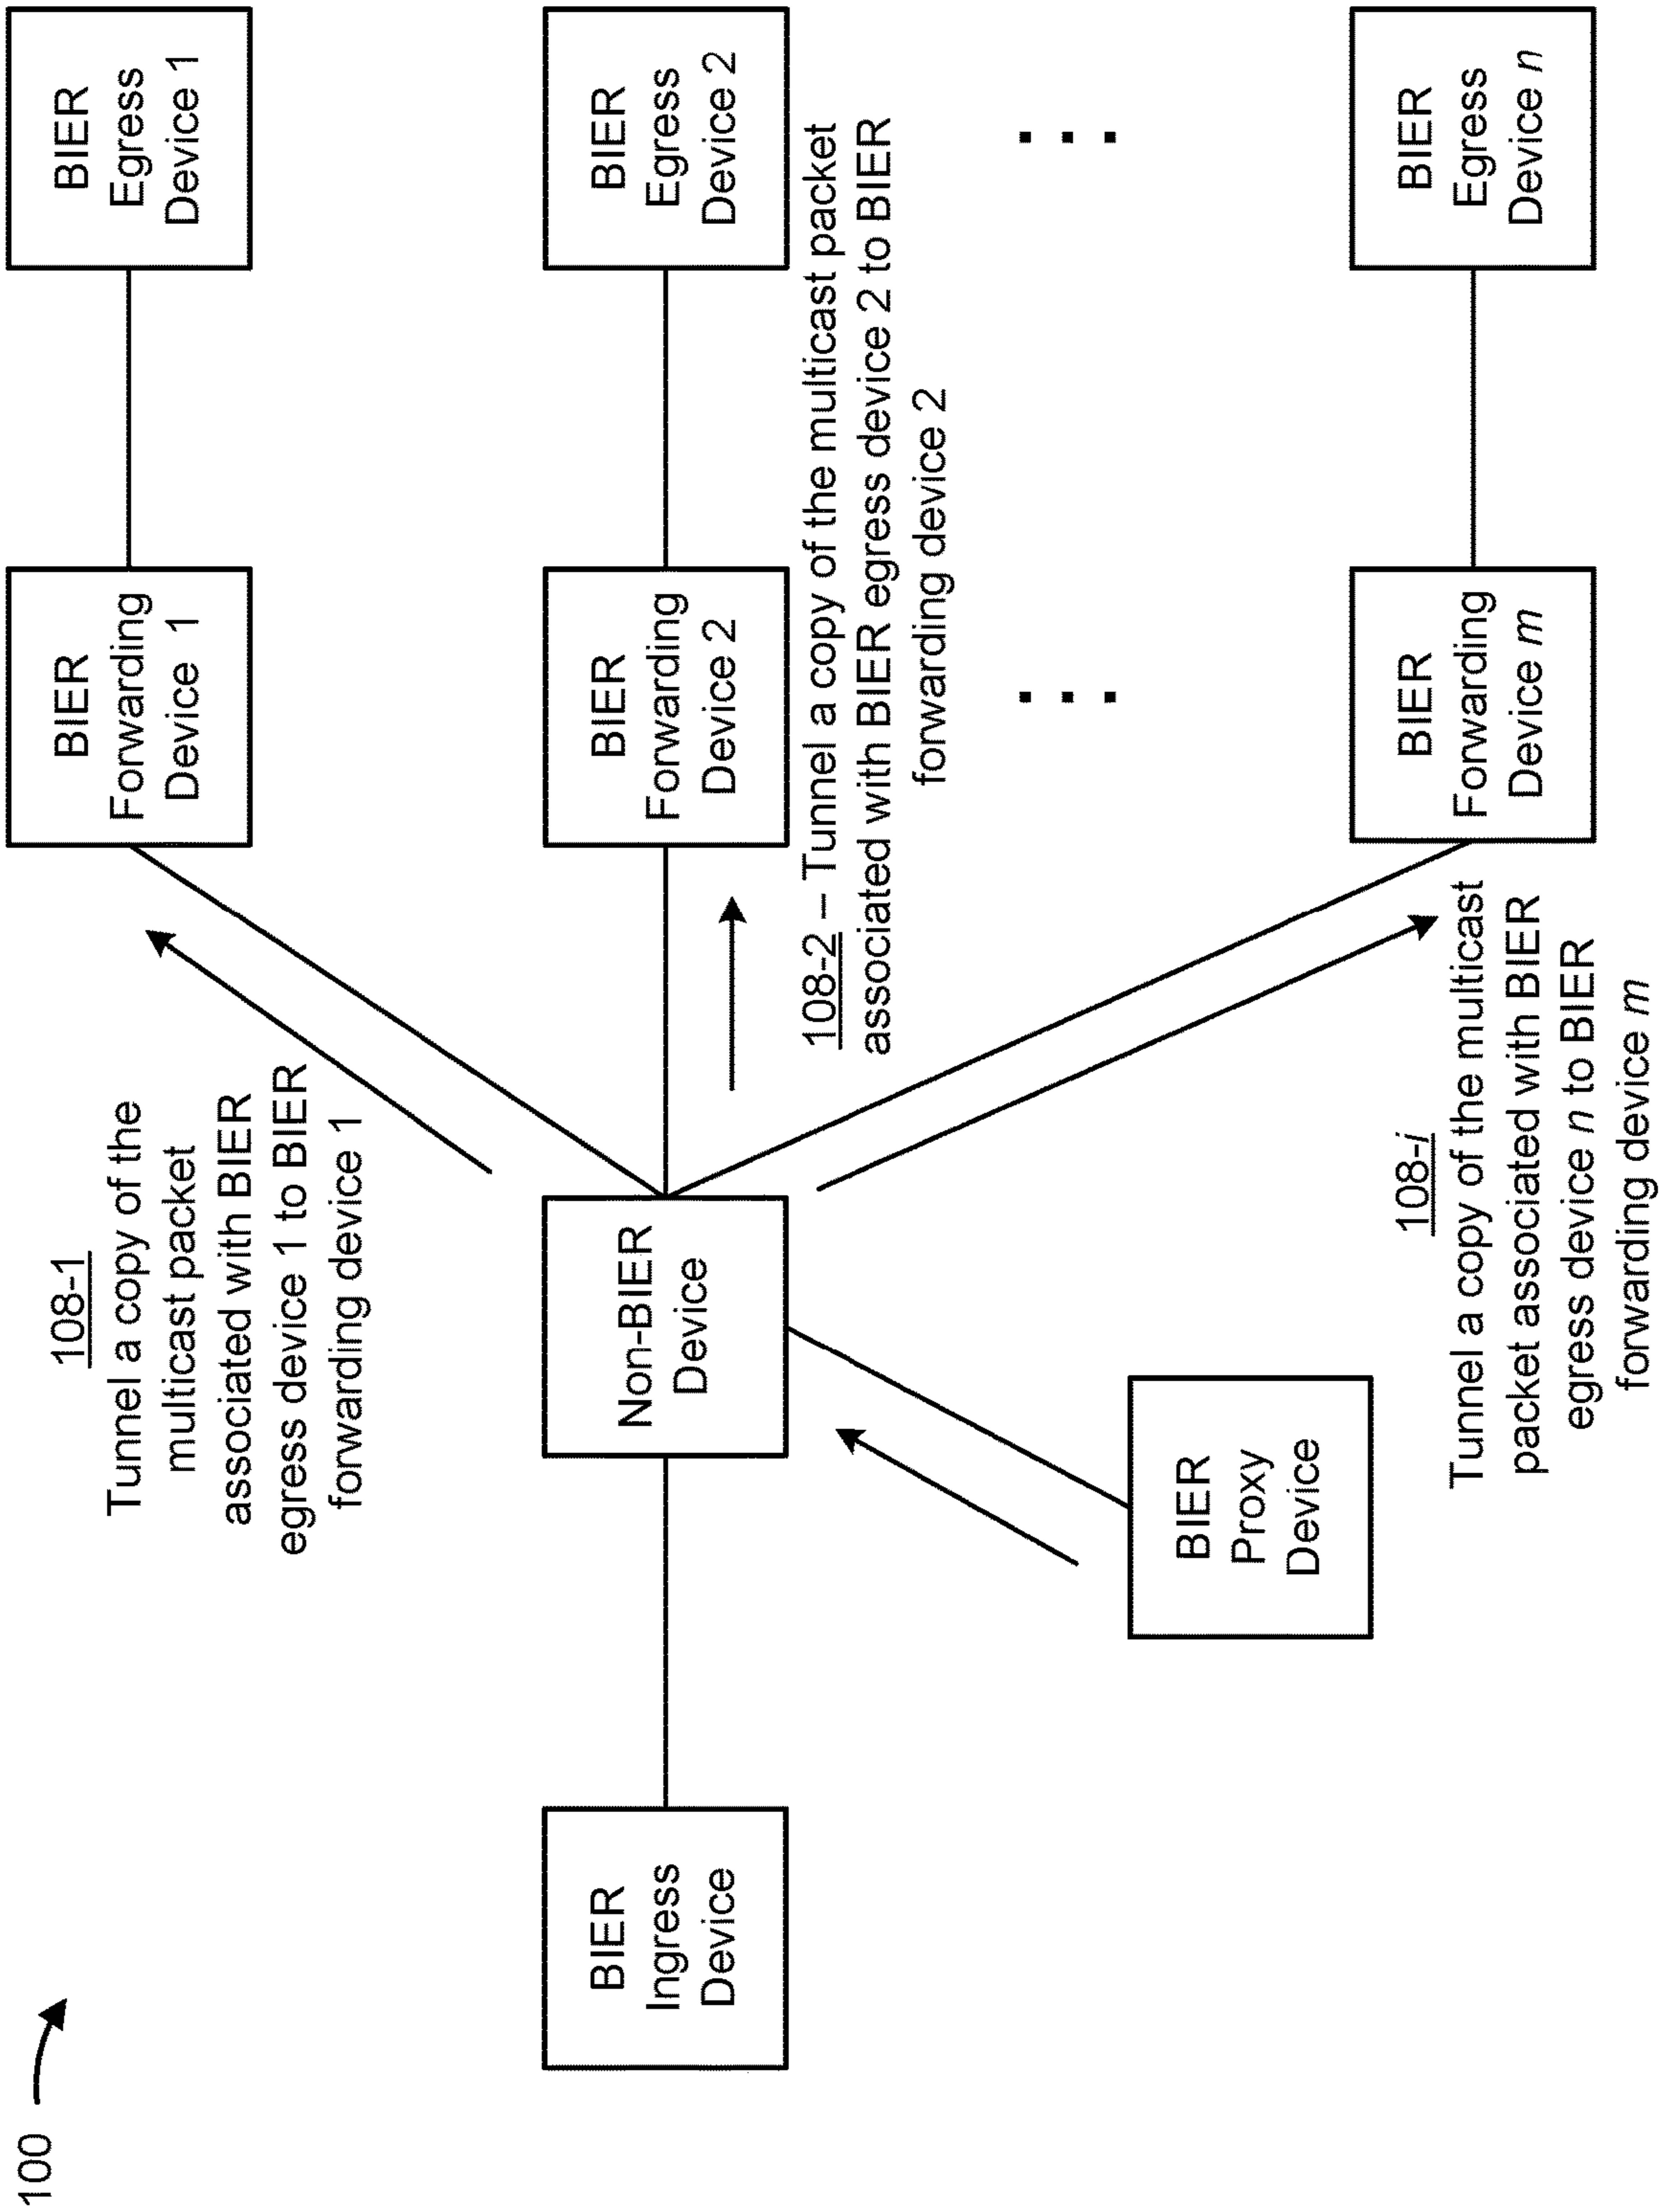 100
108-1
Tunnel a copy of the
multicast packet
associated with BIER
egress device 1 to BIER
forwarding device 1
BIER
Forwarding
Device 1
BIER
Egress
Device 1
BIER
Ingress
Device
Non-BIER
Device
BIER
Forwarding
Device 2
BIER
Egress
Device 2
108-2 – Tunnel a copy of the multicast packet
associated with BIER egress device 2 to BIER
forwarding device 2
. . .
. . .
BIER
Proxy
Device
BIER
Forwarding
Device m
BIER
Egress
Device n
108-i
Tunnel a copy of the multicast
packet associated with BIER
egress device n to BIER
forwarding device m